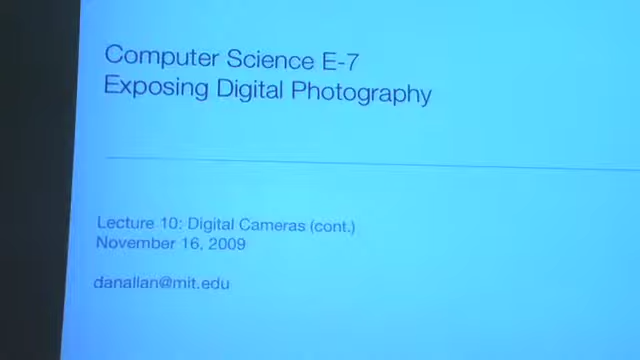 Computer Science E-7
Exposing Digital Photography
Lecture 10: Digital Cameras (cont.)
November 16, 2009
danallan@mit.edu